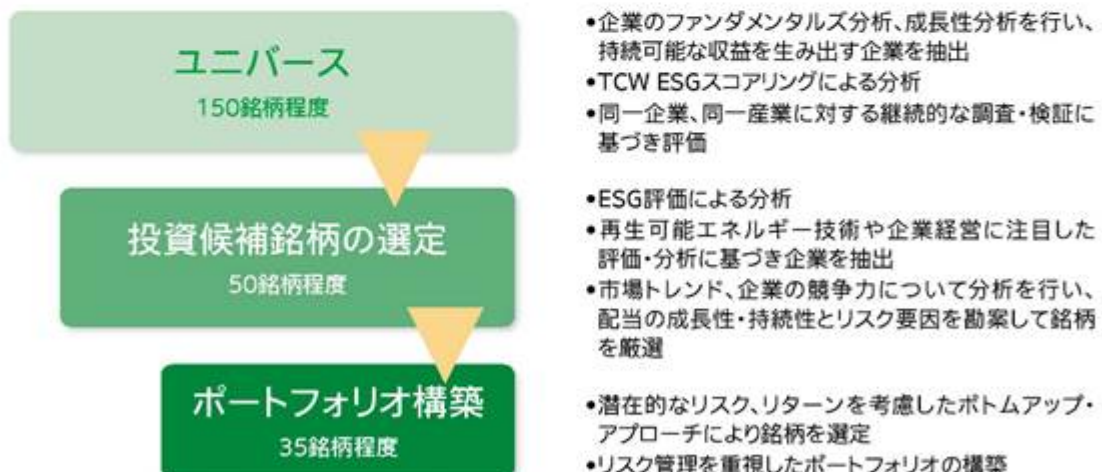 ユニバース
150銘柄程度
•企業のファンダメンタルズ分析、成長性分析を行い、
持続可能な収益を生み出す企業を抽出
•TCW ESGスコアリングによる分析
•同一企業、同一産業に対する継続的な調査・検証に
基づき評価
投資候補銘柄の選定
50銘柄程度
•ESG評価による分析
•再生可能エネルギー技術や企業経営に注目した
評価・分析に基づき企業を抽出
•市場トレンド、企業の競争力について分析を行い、
配当の成長性・持続性とリスク要因を勘案して銘柄
を厳選
ポートフォリオ構築
35銘柄程度
•潜在的なリスク、リターンを考慮したボトムアップ・
アプローチにより銘柄を選定
•リスク管理を重視したポートフォリオの構築